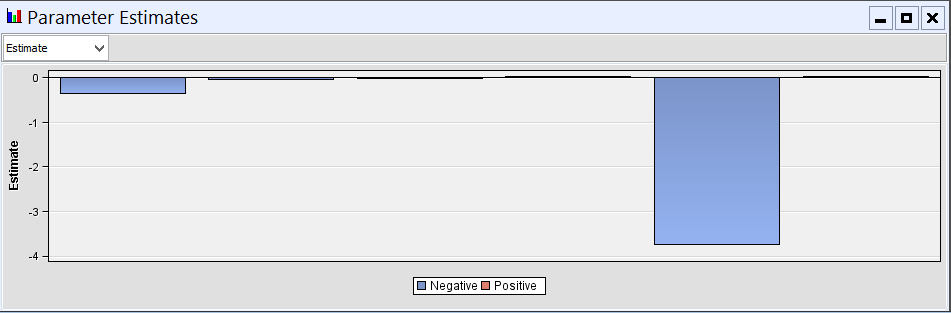 Parameter Estimates
Estimate
0
-1
-2
-3
-4
Estimate
Negative Positive